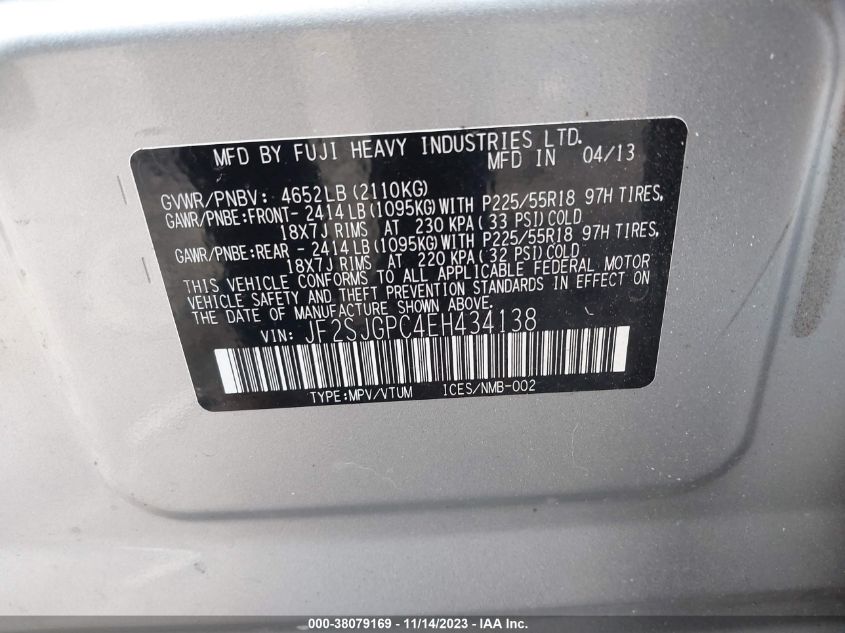 MFD BY FUJI HEAVY INDUSTRIES LTD.
MFD IN 04/13
GVWR/PNBV: 4652LB(2110KG)
GAWR/PNBE:FRONT- 2414LB(1095KG)WITH P225/55R18 97H TIRES,
18X7J RIMS AT 230 KPA(33 PSI)COLD
GAWR/PNBE:REAR - 2414LB(1095KG)WITH P225/55R18 97H TIRES,
18X7J RIMS AT 220 KPA(32 PSI)COLD
THIS VEHICLE CONFORMS TO ALL APPLICABLE FEDERAL MOTOR
VEHICLE SAFETY AND THEFT PREVENTION STANDARDS IN EFFECT ON
THE DATE OF MANUFACTURE SHOWN ABOVE.
VIN: JF2SJGPC4EH434138
TYPE:MPV/VTUM ICES/NMB-002
000-38079169 - 11/14/2023 - IAA Inc.